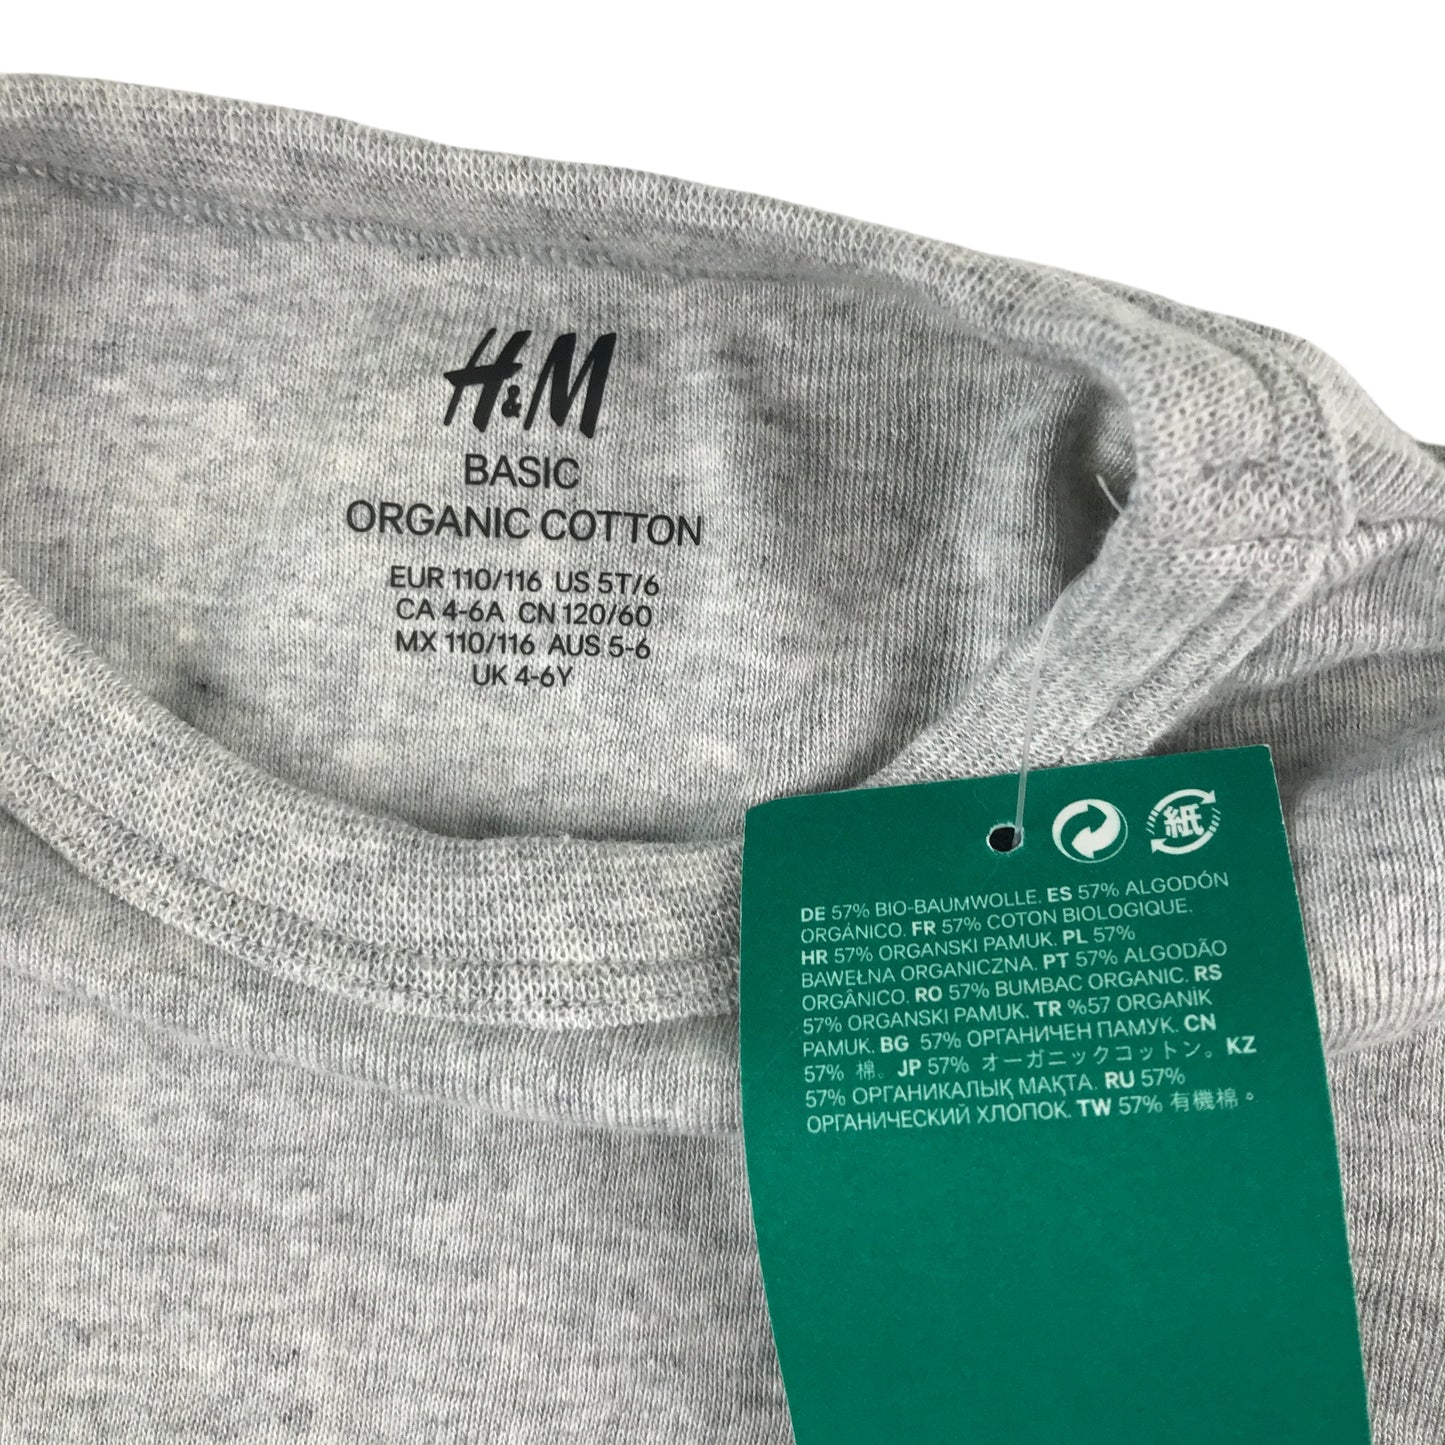 H&M
BASIC
ORGANIC COTTON
EUR 110/116 US 5T/6
CA 4-6A CN 120/60
MX 110/116 AUS 5-6
UK 4-6Y
紙
DE 57% BIO-BAUMWOLLE. ES 57% ALGODÓN
ORGÁNICO. FR 57% COTON BIOLOGIQUE.
HR 57% ORGANSKI PAMUK. PL 57%
BAWEŁNA ORGANICZNA. PT 57% ALGODÃO
ORGÂNICO. RO 57% BUMBAC ORGANIC. RS
57% ORGANSKI PAMUK. TR %57 ORGANİK
PAMUK. BG 57% ОРГАНИЧЕН ПАМУК. CN
57% 棉。JP 57% オーガニックコットン。KZ
57% ОРГАНИКАЛЫҚ МАҚТА. RU 57%
ОРГАНИЧЕСКИЙ ХЛОПОК. TW 57% 有機棉。